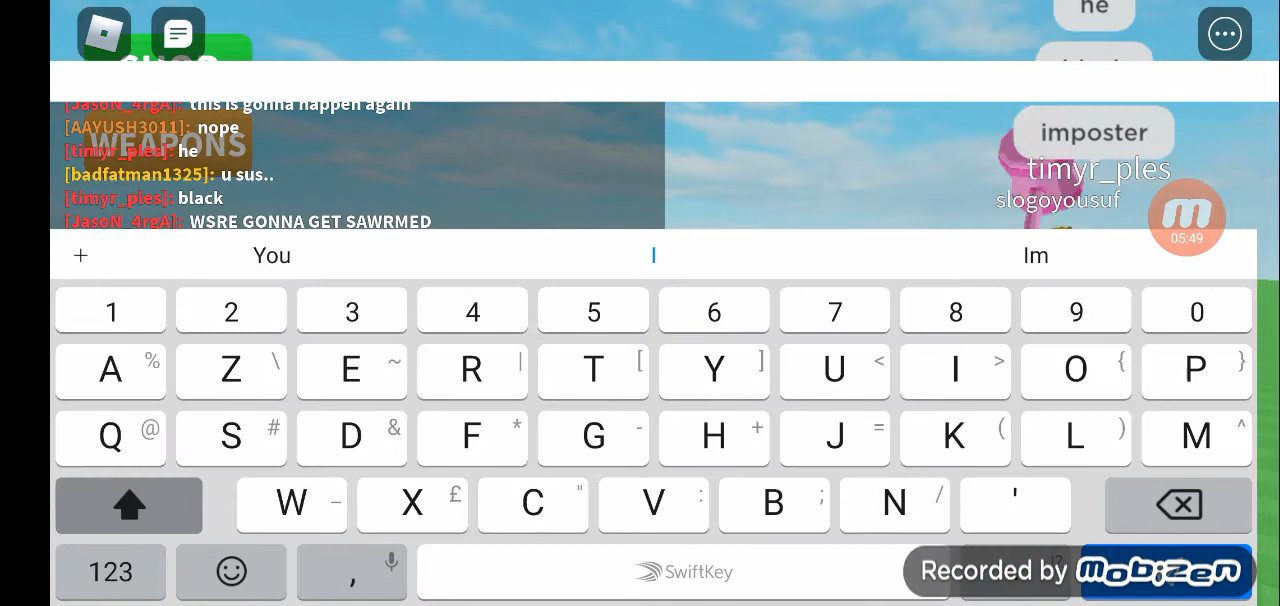 he
[JasoN_4rgA]: this is gonna happen again
[AAYUSH3011]: nope
WEAPONS
[timyr_ples]: he
[badfatman1325]: u sus..
[timyr_ples]: black
[JasoN_4rgA]: WSRE GONNA GET SAWRMED
imposter
timyr_ples
slogoyousuf
05:49
+ You I Im
1 2 3 4 5 6 7 8 9 0
A % Z \ E ~ R | T [ Y ] U < I > O { P }
Q @ S # D & F * G - H + J = K ( L ) M ^
W _ X £ C " V : B ; N / '
123 , SwiftKey
Recorded by mobizen